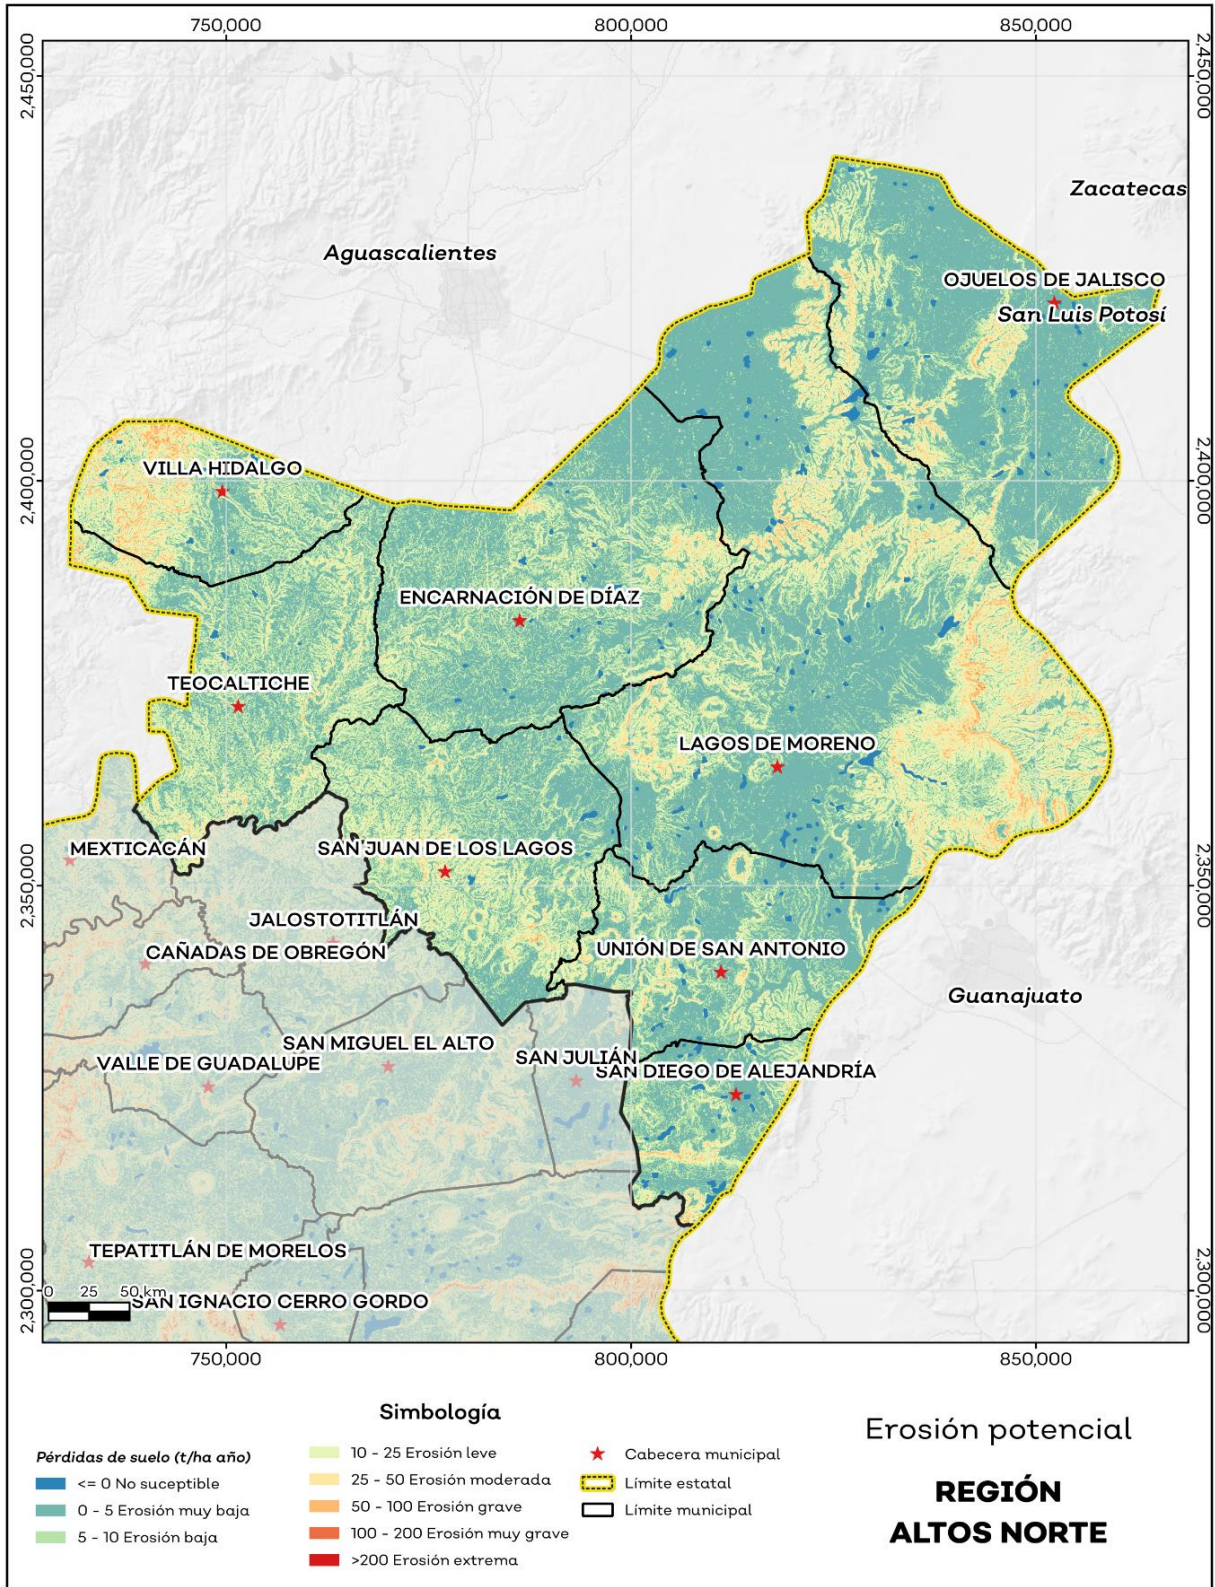 750,000
800,000
850,000
2,450,000
2,450,000
Zacatecas
Aguascalientes
OJUELOS DE JALISCO
San Luis Potosí
VILLA HIDALGO
2,400,000
2,400,000
ENCARNACIÓN DE DÍAZ
TEOCALTICHE
LAGOS DE MORENO
MEXTICACÁN
SAN JUAN DE LOS LAGOS
2,350,000
2,350,000
JALOSTOTITLÁN
CAÑADAS DE OBREGÓN
UNIÓN DE SAN ANTONIO
Guanajuato
SAN MIGUEL EL ALTO
SAN JULIÁN
VALLE DE GUADALUPE
SAN DIEGO DE ALEJANDRÍA
TEPATITLÁN DE MORELOS
0 25 50 km
SAN IGNACIO CERRO GORDO
2,300,000
2,300,000
750,000
800,000
850,000
Simbología
Pérdidas de suelo (t/ha año)
<= 0 No suceptible
0 - 5 Erosión muy baja
5 - 10 Erosión baja
10 - 25 Erosión leve
25 - 50 Erosión moderada
50 - 100 Erosión grave
100 - 200 Erosión muy grave
>200 Erosión extrema
Cabecera municipal
Límite estatal
Límite municipal
Erosión potencial
REGIÓN
ALTOS NORTE